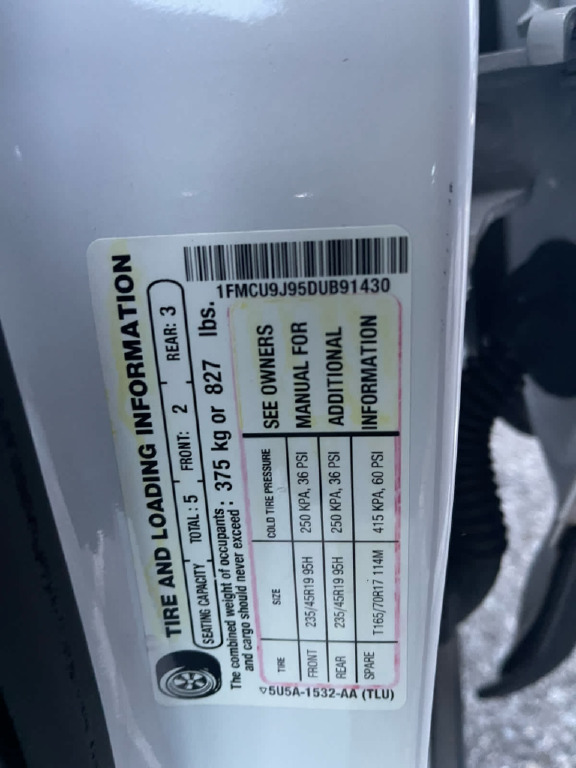 TIRE AND LOADING INFORMATION
SEATING CAPACITY TOTAL: 5 FRONT: 2 REAR: 3
The combined weight of occupants and cargo should never exceed: 375 kg or 827 lbs.
TIRE SIZE COLD TIRE PRESSURE
FRONT 235/45R19 95H 250 KPA, 36 PSI
REAR 235/45R19 95H 250 KPA, 36 PSI
SPARE T165/70R17 114M 415 KPA, 60 PSI
SEE OWNERS
MANUAL FOR
ADDITIONAL
INFORMATION
5U5A-1532-AA (TLU)
1FMCU9J95DUB91430